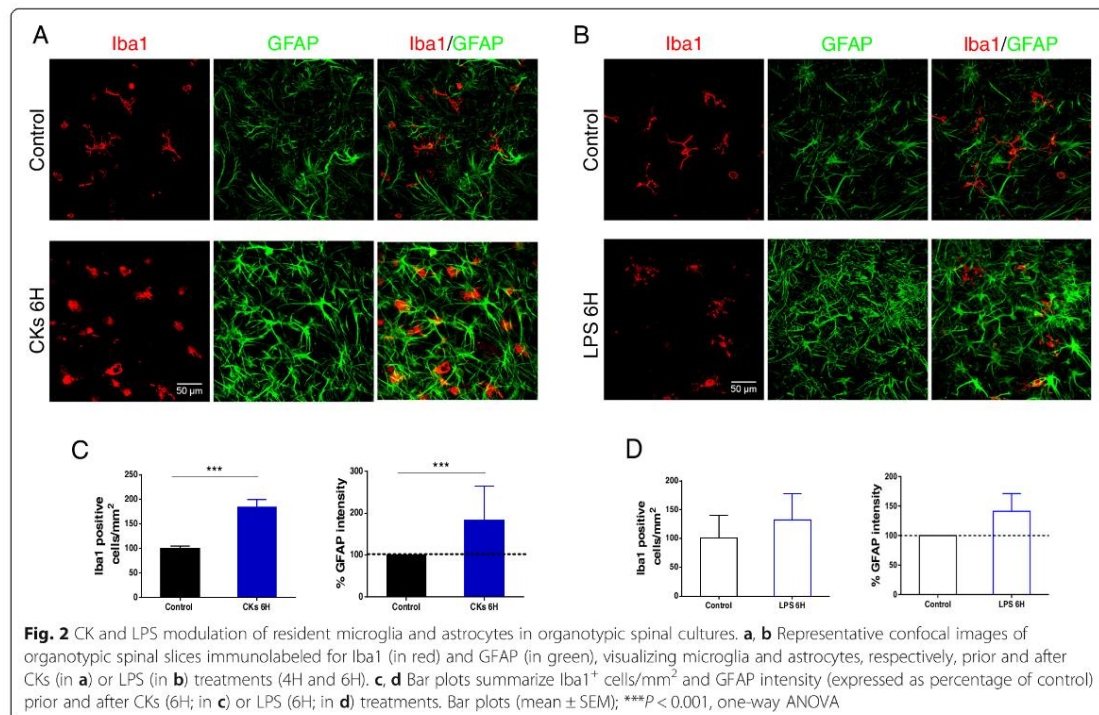 A
B
Iba1 GFAP Iba1/GFAP
Iba1 GFAP Iba1/GFAP
Control
Control
CKs 6H
LPS 6H
50 µm
50 µm
C
D
***
Iba1 positive
cells/mm²
250
200
150
100
50
0
Control CKs 6H
***
% GFAP intensity
300
200
100
0
Control CKs 6H
Iba1 positive
cells/mm²
200
150
100
50
0
Control LPS 6H
% GFAP intensity
200
150
100
50
0
Control LPS 6H
Fig. 2 CK and LPS modulation of resident microglia and astrocytes in organotypic spinal cultures. a, b Representative confocal images of
organotypic spinal slices immunolabeled for Iba1 (in red) and GFAP (in green), visualizing microglia and astrocytes, respectively, prior and after
CKs (in a) or LPS (in b) treatments (4H and 6H). c, d Bar plots summarize Iba1⁺ cells/mm² and GFAP intensity (expressed as percentage of control)
prior and after CKs (6H; in c) or LPS (6H; in d) treatments. Bar plots (mean ± SEM); ***P < 0.001, one-way ANOVA